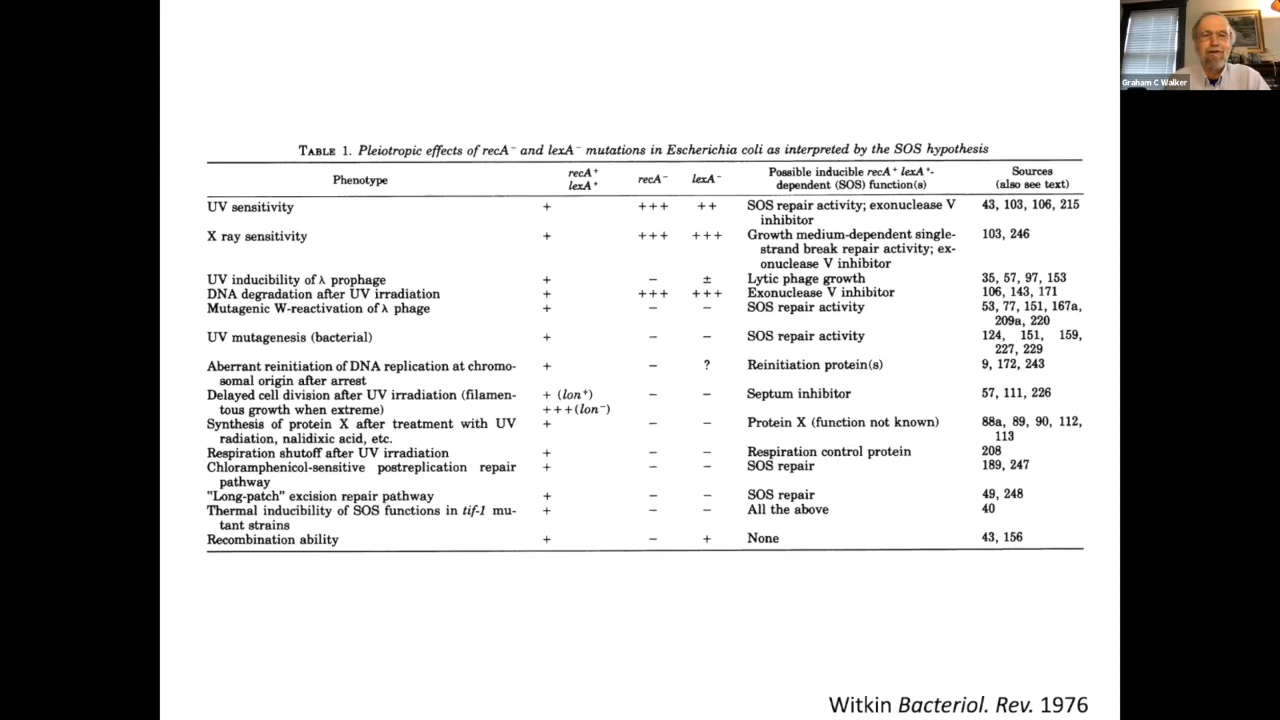 Graham C Walker
TABLE 1. Pleiotropic effects of recA⁻ and lexA⁻ mutations in Escherichia coli as interpreted by the SOS hypothesis
Phenotype recA⁺ lexA⁺ recA⁻ lexA⁻ Possible inducible recA⁺ lexA⁺- Sources
dependent (SOS) function(s) (also see text)
UV sensitivity + +++ ++ SOS repair activity; exonuclease V 43, 103, 106, 215
inhibitor
X ray sensitivity + +++ +++ Growth medium-dependent single- 103, 246
strand break repair activity; ex-
onuclease V inhibitor
UV inducibility of λ prophage + − ± Lytic phage growth 35, 57, 97, 153
DNA degradation after UV irradiation + +++ +++ Exonuclease V inhibitor 106, 143, 171
Mutagenic W-reactivation of λ phage + − − SOS repair activity 53, 77, 151, 167a,
209a, 220
UV mutagenesis (bacterial) + − − SOS repair activity 124, 151, 159,
227, 229
Aberrant reinitiation of DNA replication at chromo- + − ? Reinitiation protein(s) 9, 172, 243
somal origin after arrest
Delayed cell division after UV irradiation (filamen- + (lon⁺) − − Septum inhibitor 57, 111, 226
tous growth when extreme) +++(lon⁻)
Synthesis of protein X after treatment with UV + − − Protein X (function not known) 88a, 89, 90, 112,
radiation, nalidixic acid, etc. 113
Respiration shutoff after UV irradiation + − − Respiration control protein 208
Chloramphenicol-sensitive postreplication repair + − − SOS repair 189, 247
pathway
"Long-patch" excision repair pathway + − − SOS repair 49, 248
Thermal inducibility of SOS functions in tif-1 mu- + − − All the above 40
tant strains
Recombination ability + − + None 43, 156
Witkin Bacteriol. Rev. 1976